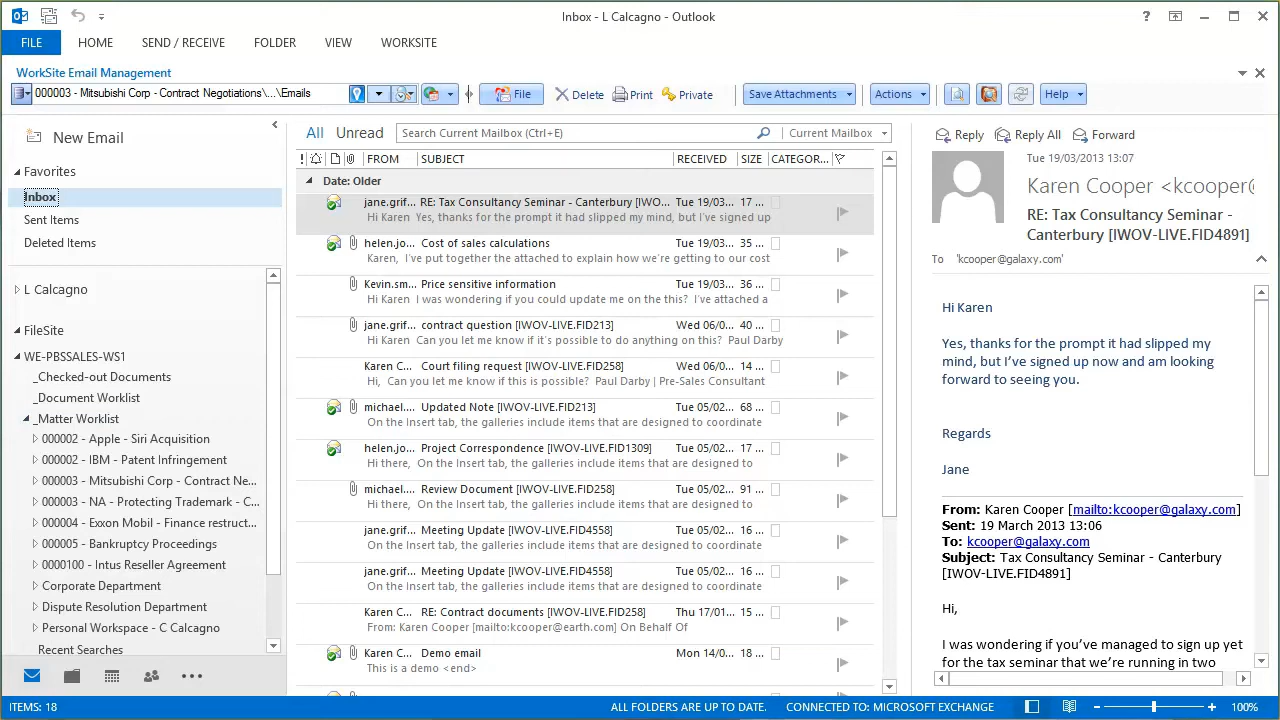 Inbox - L Calcagno - Outlook
?
FILE HOME SEND / RECEIVE FOLDER VIEW WORKSITE
WorkSite Email Management
000003 - Mitsubishi Corp - Contract Negotiations\...\Emails File Delete Print Private Save Attachments Actions Help
New Email
Favorites
Inbox
Sent Items
Deleted Items
L Calcagno
FileSite
WE-PBSSALES-WS1
_Checked-out Documents
_Document Worklist
_Matter Worklist
000002 - Apple - Siri Acquisition
000002 - IBM - Patent Infringement
000003 - Mitsubishi Corp - Contract Ne...
000003 - NA - Protecting Trademark - C...
000004 - Exxon Mobil - Finance restruct...
000005 - Bankruptcy Proceedings
0000100 - Intus Reseller Agreement
Corporate Department
Dispute Resolution Department
Personal Workspace - C Calcagno
Recent Searches
All Unread Search Current Mailbox (Ctrl+E) Current Mailbox
! FROM SUBJECT RECEIVED SIZE CATEGOR...
Date: Older
jane.grif... RE: Tax Consultancy Seminar - Canterbury [IWO... Tue 19/03... 17 ...
Hi Karen Yes, thanks for the prompt it had slipped my mind, but I've signed up
helen.jo... Cost of sales calculations Tue 19/03... 35 ...
Karen, I've put together the attached to explain how we're getting to our cost
Kevin.sm... Price sensitive information Tue 19/03... 36 ...
Hi Karen I was wondering if you could update me on the this? I've attached a
jane.grif... contract question [IWOV-LIVE.FID213] Wed 06/0... 40 ...
Hi Karen Can you let me know if it's possible to do anything on this? Paul Darby
Karen C... Court filing request [IWOV-LIVE.FID258] Wed 06/0... 14 ...
Hi, Can you let me know if this is possible? Paul Darby | Pre-Sales Consultant
michael.... Updated Note [IWOV-LIVE.FID213] Tue 05/02... 68 ...
On the Insert tab, the galleries include items that are designed to coordinate
helen.jo... Project Correspondence [IWOV-LIVE.FID1309] Tue 05/02... 17 ...
Hi there, On the Insert tab, the galleries include items that are designed to
michael.... Review Document [IWOV-LIVE.FID258] Tue 05/02... 91 ...
Hi there, On the Insert tab, the galleries include items that are designed to
jane.grif... Meeting Update [IWOV-LIVE.FID4558] Tue 05/02... 16 ...
On the Insert tab, the galleries include items that are designed to coordinate
jane.grif... Meeting Update [IWOV-LIVE.FID4558] Tue 05/02... 16 ...
On the Insert tab, the galleries include items that are designed to coordinate
Karen C... RE: Contract documents [IWOV-LIVE.FID258] Thu 17/01... 15 ...
From: Karen Cooper [mailto:kcooper@earth.com] On Behalf Of
Karen C... Demo email Mon 14/0... 18 ...
This is a demo <end>
Reply Reply All Forward
Tue 19/03/2013 13:07
Karen Cooper <kcooper@
RE: Tax Consultancy Seminar -
Canterbury [IWOV-LIVE.FID4891]
To 'kcooper@galaxy.com'
Hi Karen
Yes, thanks for the prompt it had slipped my
mind, but I've signed up now and am looking
forward to seeing you.
Regards
Jane
From: Karen Cooper [mailto:kcooper@galaxy.com]
Sent: 19 March 2013 13:06
To: kcooper@galaxy.com
Subject: Tax Consultancy Seminar - Canterbury
[IWOV-LIVE.FID4891]
Hi,
I was wondering if you've managed to sign up yet
for the tax seminar that we're running in two
ITEMS: 18 ALL FOLDERS ARE UP TO DATE. CONNECTED TO: MICROSOFT EXCHANGE 100%